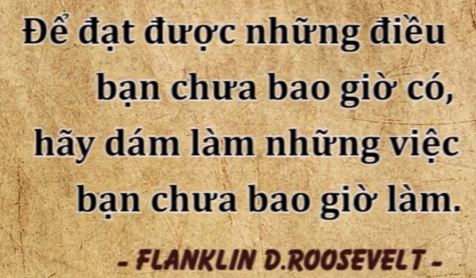 Để đạt được những điều
bạn chưa bao giờ có,
hãy dám làm những việc
bạn chưa bao giờ làm.
- FLANKLIN D.ROOSEVELT -